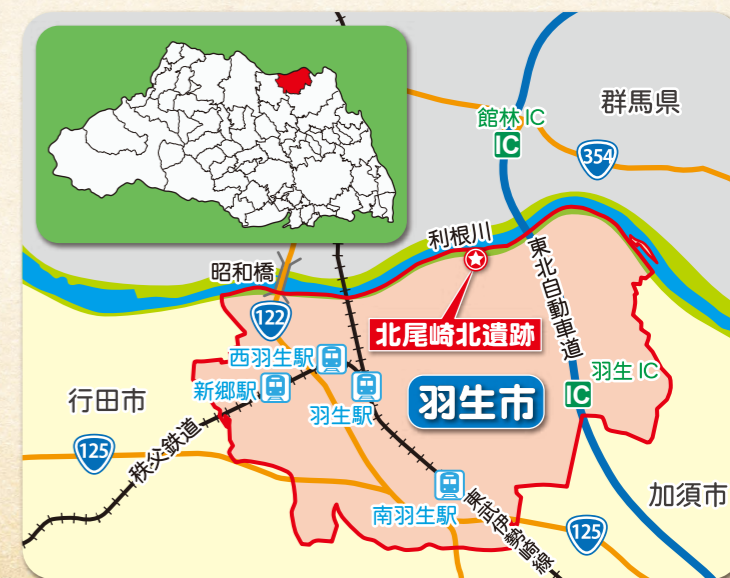 群馬県
館林 IC
IC
354
利根川
昭和橋
東北自動車道
122
北尾崎北遺跡
西羽生駅
新郷駅
羽生駅
羽生市
羽生 IC
IC
行田市
125
秩父鉄道
加須市
南羽生駅
東武伊勢崎線
125